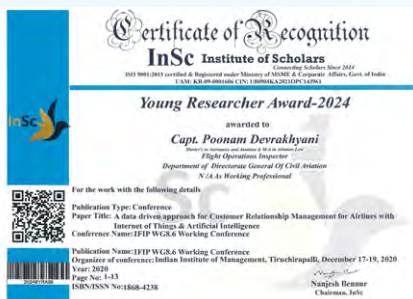 Certificate of Recognition
InSc Institute of Scholars
Connecting Scholars Since 2014
ISO 9001:2015 certified & Registered under Ministry of MSME & Corporate Affairs, Govt. of India
Young Researcher Award-2024
awarded to
InSc
Capt. Poonam Devrakhyani
Flight Operations Inspector
Department of Directorate General Of Civil Aviation
N/A As Working Professional
For the work with the following details
Publication Type: Conference
Paper Title: A data driven approach for Customer Relationship Management for Airlines with
Internet of Things & Artificial Intelligence
Conference Name: IFIP WG8.6 Working Conference
Publication Name: IFIP WG8.6 Working Conference
Organizer of conference: Indian Institute of Management, Tiruchirapalli, December 17-19, 2020
Year: 2020
Page No: 1-13
ISBN/ISSN No: 1868-4238
Nanjesh Bennur
Chairman, InSc